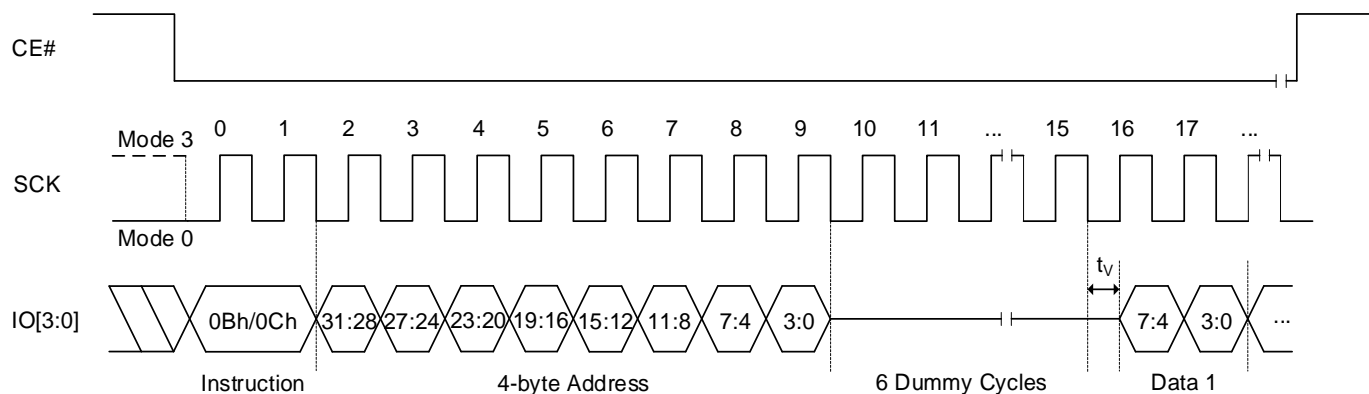 CE#
0 1 2 3 4 5 6 7 8 9 10 11 ... 15 16 17 ...
Mode 3
SCK
Mode 0
tV
IO[3:0] 0Bh/0Ch 31:28 27:24 23:20 19:16 15:12 11:8 7:4 3:0 7:4 3:0 ...
Instruction 4-byte Address 6 Dummy Cycles Data 1